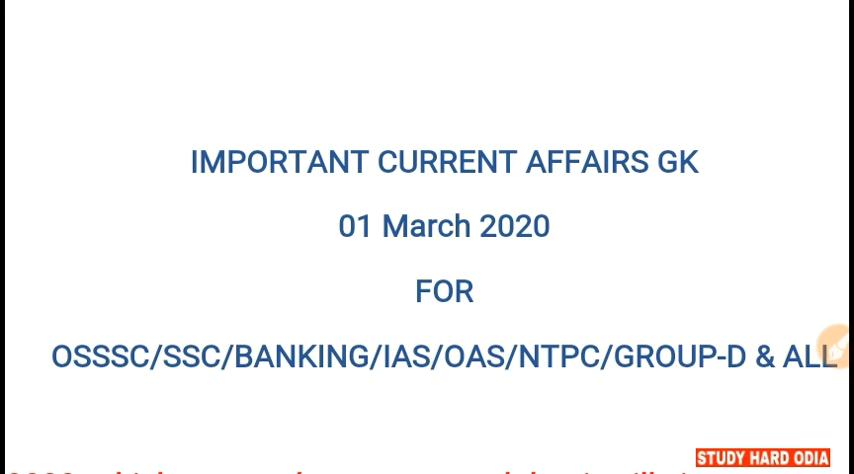 IMPORTANT CURRENT AFFAIRS GK
01 March 2020
FOR
OSSSC/SSC/BANKING/IAS/OAS/NTPC/GROUP-D & ALL
STUDY HARD ODIA